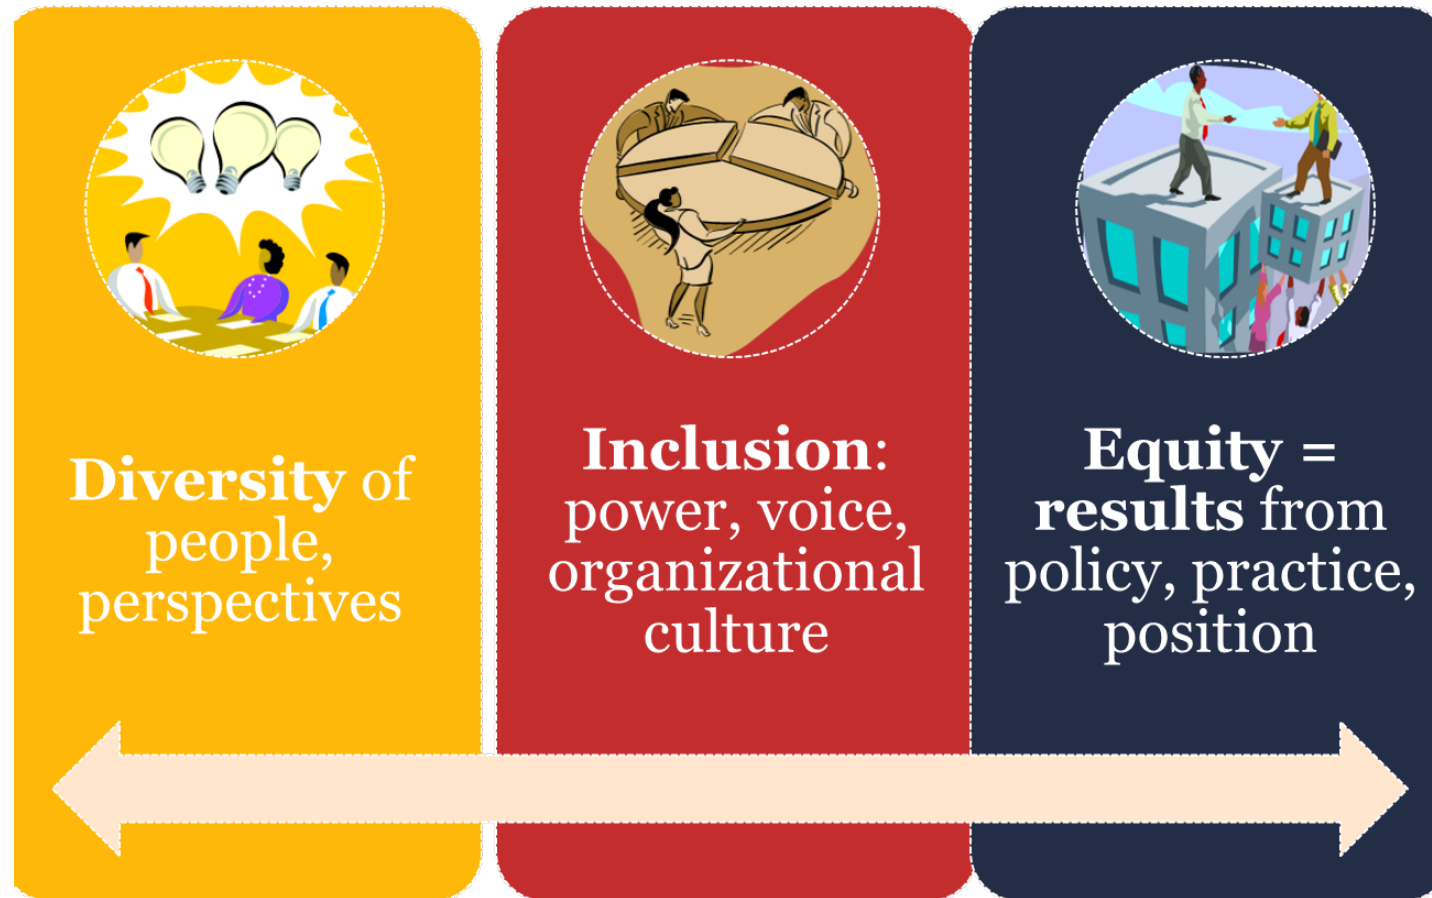 Diversity of
people,
perspectives
Inclusion:
power, voice,
organizational
culture
Equity =
results from
policy, practice,
position